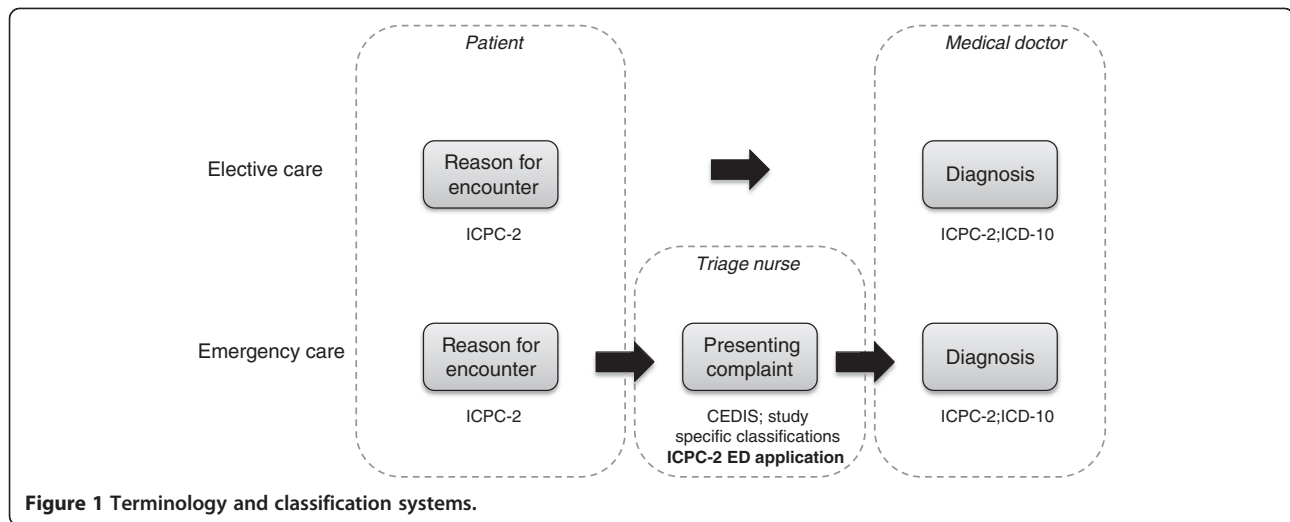 Patient
Medical doctor
Elective care
Reason for
encounter
Diagnosis
ICPC-2
ICPC-2;ICD-10
Triage nurse
Emergency care
Reason for
encounter
Presenting
complaint
Diagnosis
ICPC-2
CEDIS; study
specific classifications
ICPC-2 ED application
ICPC-2;ICD-10
Figure 1 Terminology and classification systems.